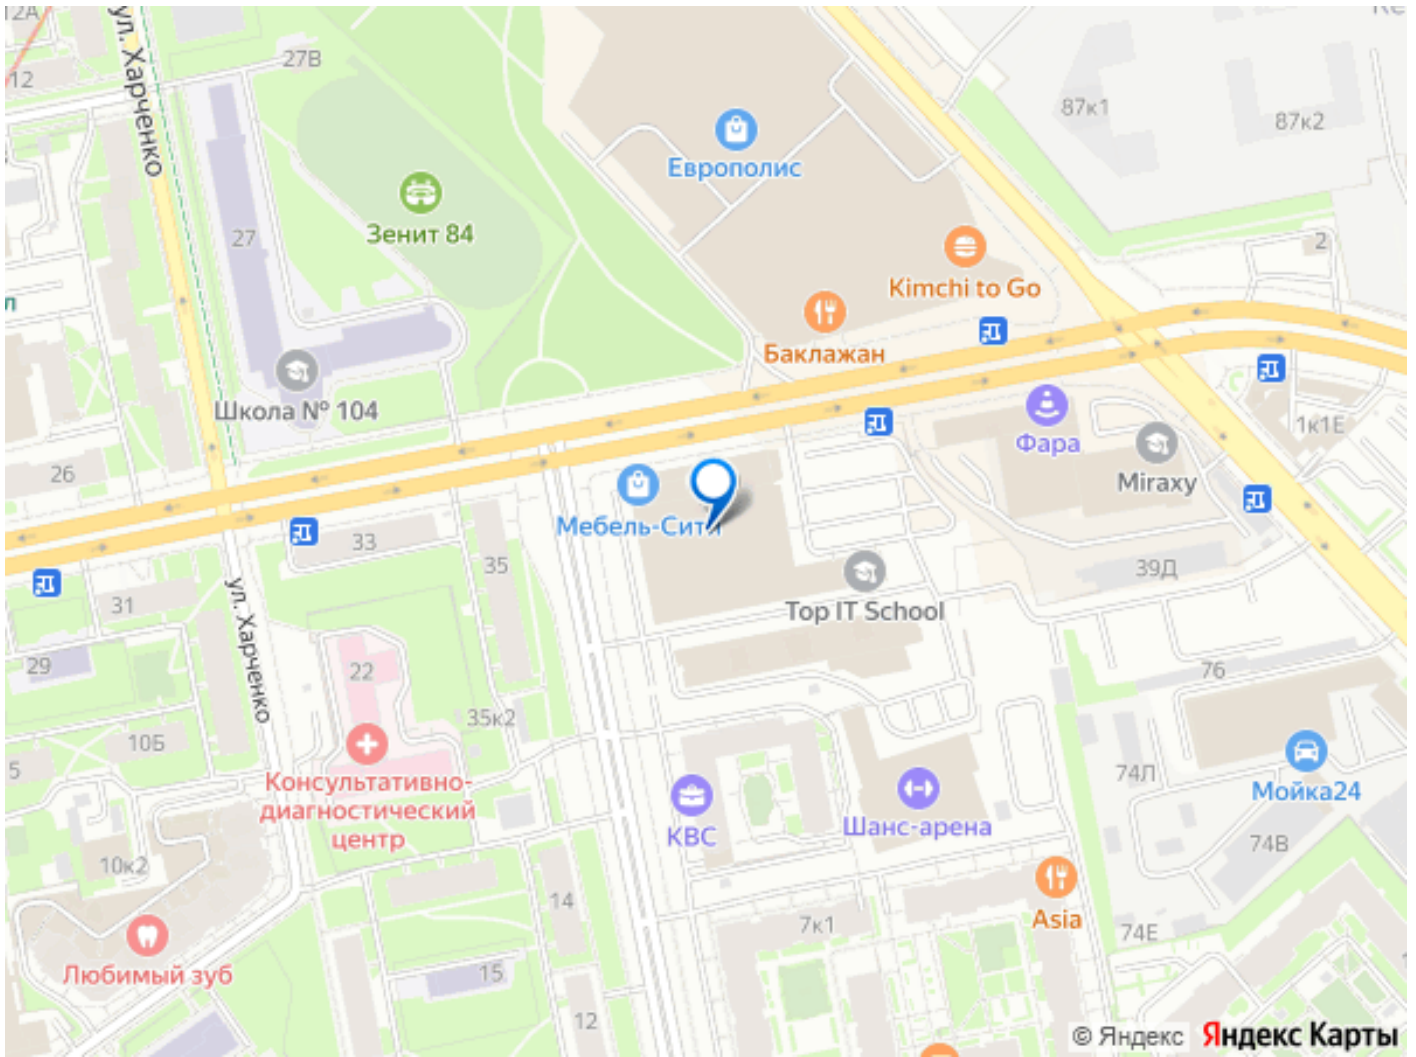 12А
ул. Харченко
12
27В
87к1
87к2
Европолис
Зенит 84
27
2
Kimchi to Go
Баклажан
Школа № 104
1к1Е
Фара
26
Miraxy
Мебель-Сити
33
35
39Д
Top IT School
31
ул. Харченко
29
22
76
35к2
10Б
5
74Л
Консультативно-
диагностический
центр
КВС
Шанс-арена
Мойка24
74В
10к2
14
Asia
7к1
74Е
Любимый зуб
15
12
© Яндекс
Яндекс Карты